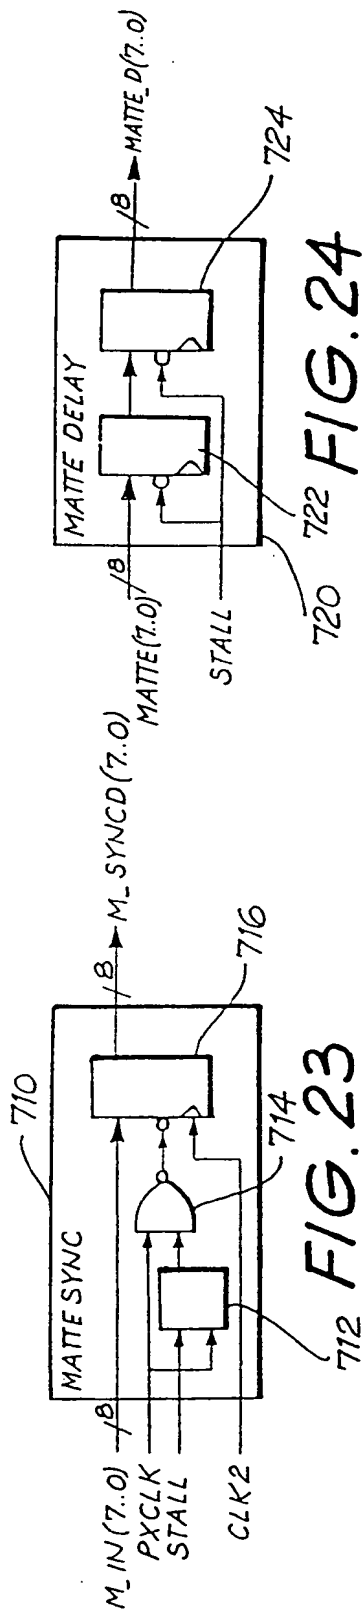 MATTE SYNC
710
M_IN(7..0)
8
PXCLK
STALL
CLK2
712
714
716
8
M_SYNCD(7..0)
FIG. 23
MATTE DELAY
MATTE(7..0)
8
STALL
720
722
724
8
MATTE_D(7..0)
FIG. 24